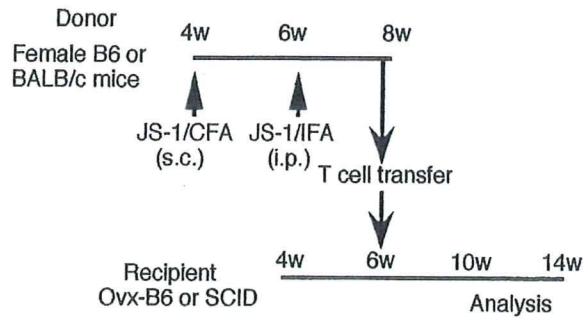 Donor
Female B6 or
BALB/c mice
4w 6w 8w
JS-1/CFA
(s.c.)
JS-1/IFA
(i.p.)
T cell transfer
Recipient
Ovx-B6 or SCID
4w 6w 10w 14w
Analysis